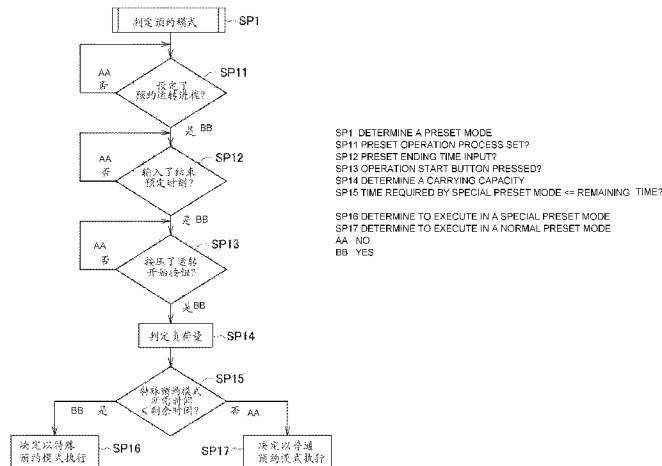 判定预约模式
SP1
AA
否
SP11
设定了
预约运转进程?
是 BB
AA
否
SP12
输入了结束
预定时刻?
是 BB
AA
否
SP13
按压了运转
开始按钮?
是 BB
判定负荷量
SP14
SP15
特殊预约模式
所需时间
≤剩余时间?
BB 是
否 AA
决定以特殊
预约模式执行
SP16
决定以普通
预约模式执行
SP17
SP1 DETERMINE A PRESET MODE
SP11 PRESET OPERATION PROCESS SET?
SP12 PRESET ENDING TIME INPUT?
SP13 OPERATION START BUTTON PRESSED?
SP14 DETERMINE A CARRYING CAPACITY
SP15 TIME REQUIRED BY SPECIAL PRESET MODE <= REMAINING TIME?
SP16 DETERMINE TO EXECUTE IN A SPECIAL PRESET MODE
SP17 DETERMINE TO EXECUTE IN A NORMAL PRESET MODE
AA NO
BB YES